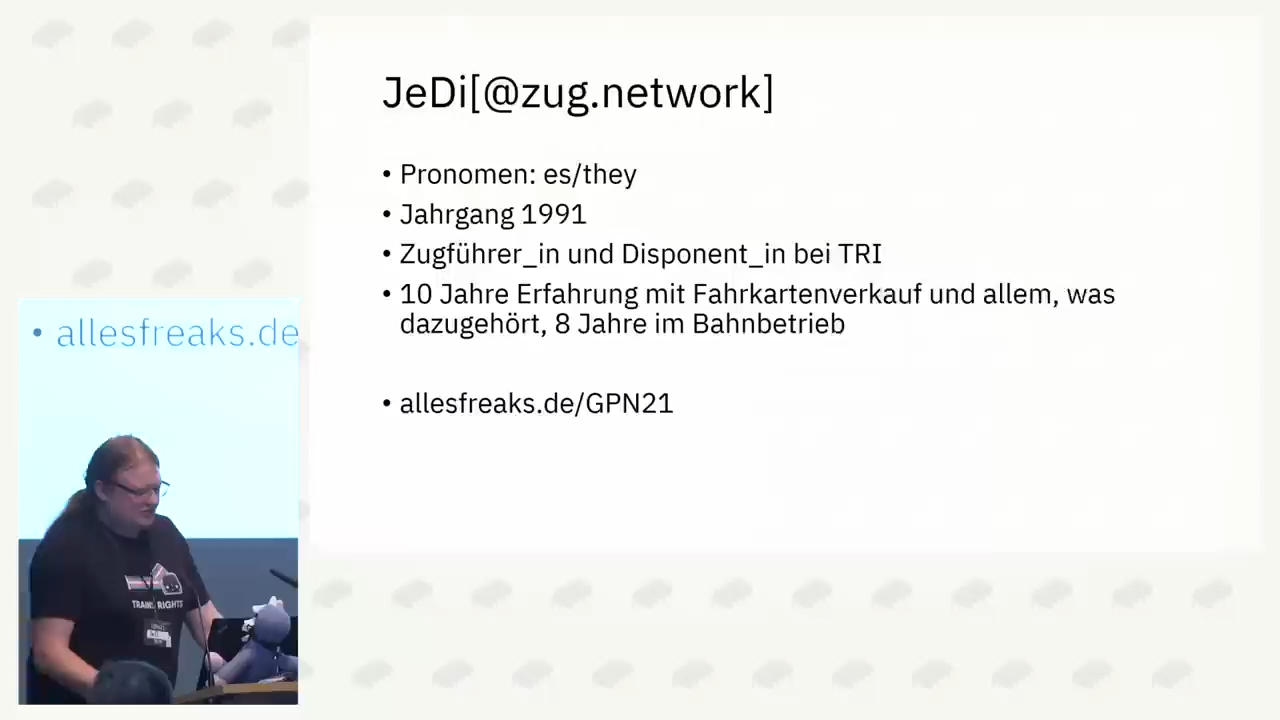 JeDi[@zug.network]
• Pronomen: es/they
• Jahrgang 1991
• Zugführer_in und Disponent_in bei TRI
• 10 Jahre Erfahrung mit Fahrkartenverkauf und allem, was
dazugehört, 8 Jahre im Bahnbetrieb
• allesfreaks.de/GPN21
• allesfreaks.de
TRAINS RIGHTS